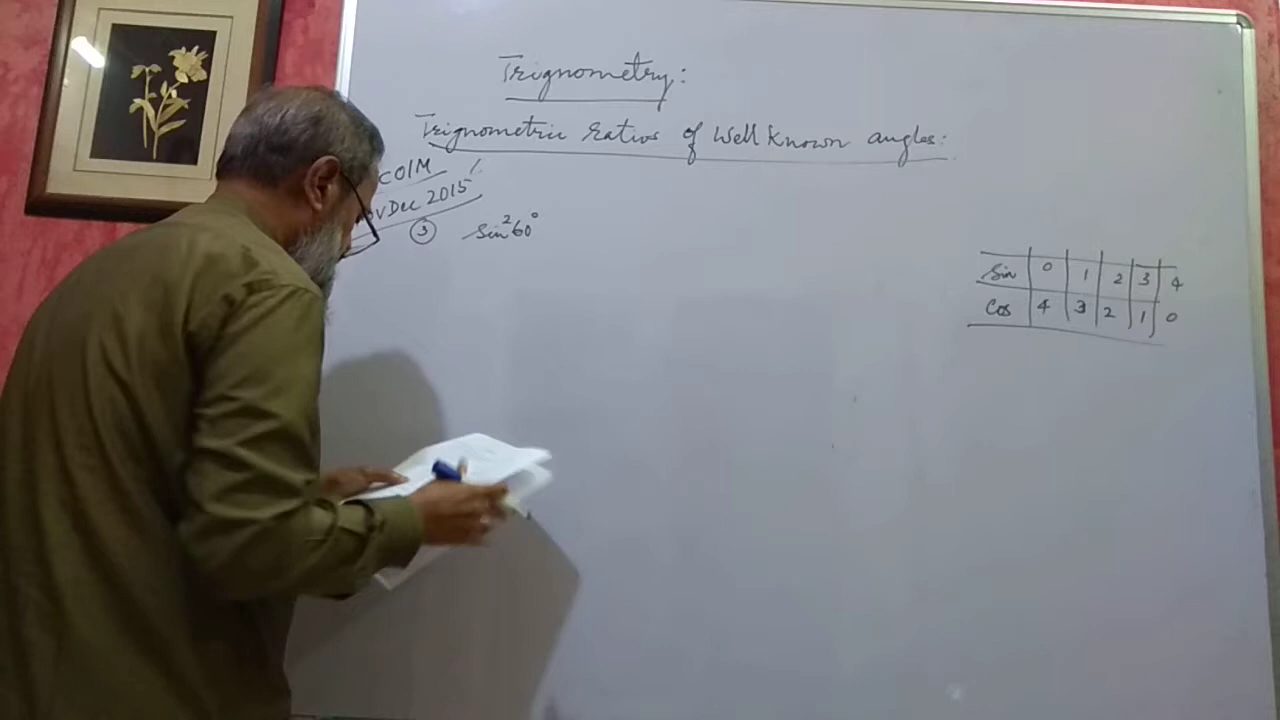 Trignometry:
Trignometric Ratios of Well Known angles:
COIM
Dec 2015
3 sin²60°
Sin 0 1 2 3 4
Cos 4 3 2 1 0